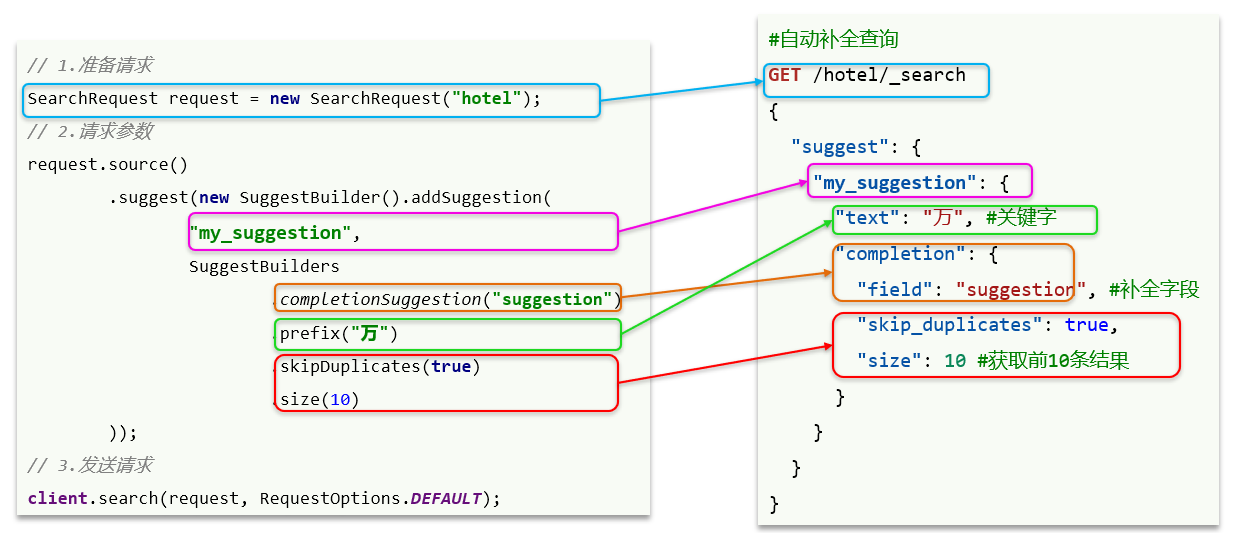 // 1.准备请求
SearchRequest request = new SearchRequest("hotel");
// 2.请求参数
request.source()
.suggest(new SuggestBuilder().addSuggestion(
"my_suggestion",
SuggestBuilders
.completionSuggestion("suggestion")
.prefix("万")
.skipDuplicates(true)
.size(10)
));
// 3.发送请求
client.search(request, RequestOptions.DEFAULT);
#自动补全查询
GET /hotel/_search
{
"suggest": {
"my_suggestion": {
"text": "万", #关键字
"completion": {
"field": "suggestion", #补全字段
"skip_duplicates": true,
"size": 10 #获取前10条结果
}
}
}
}